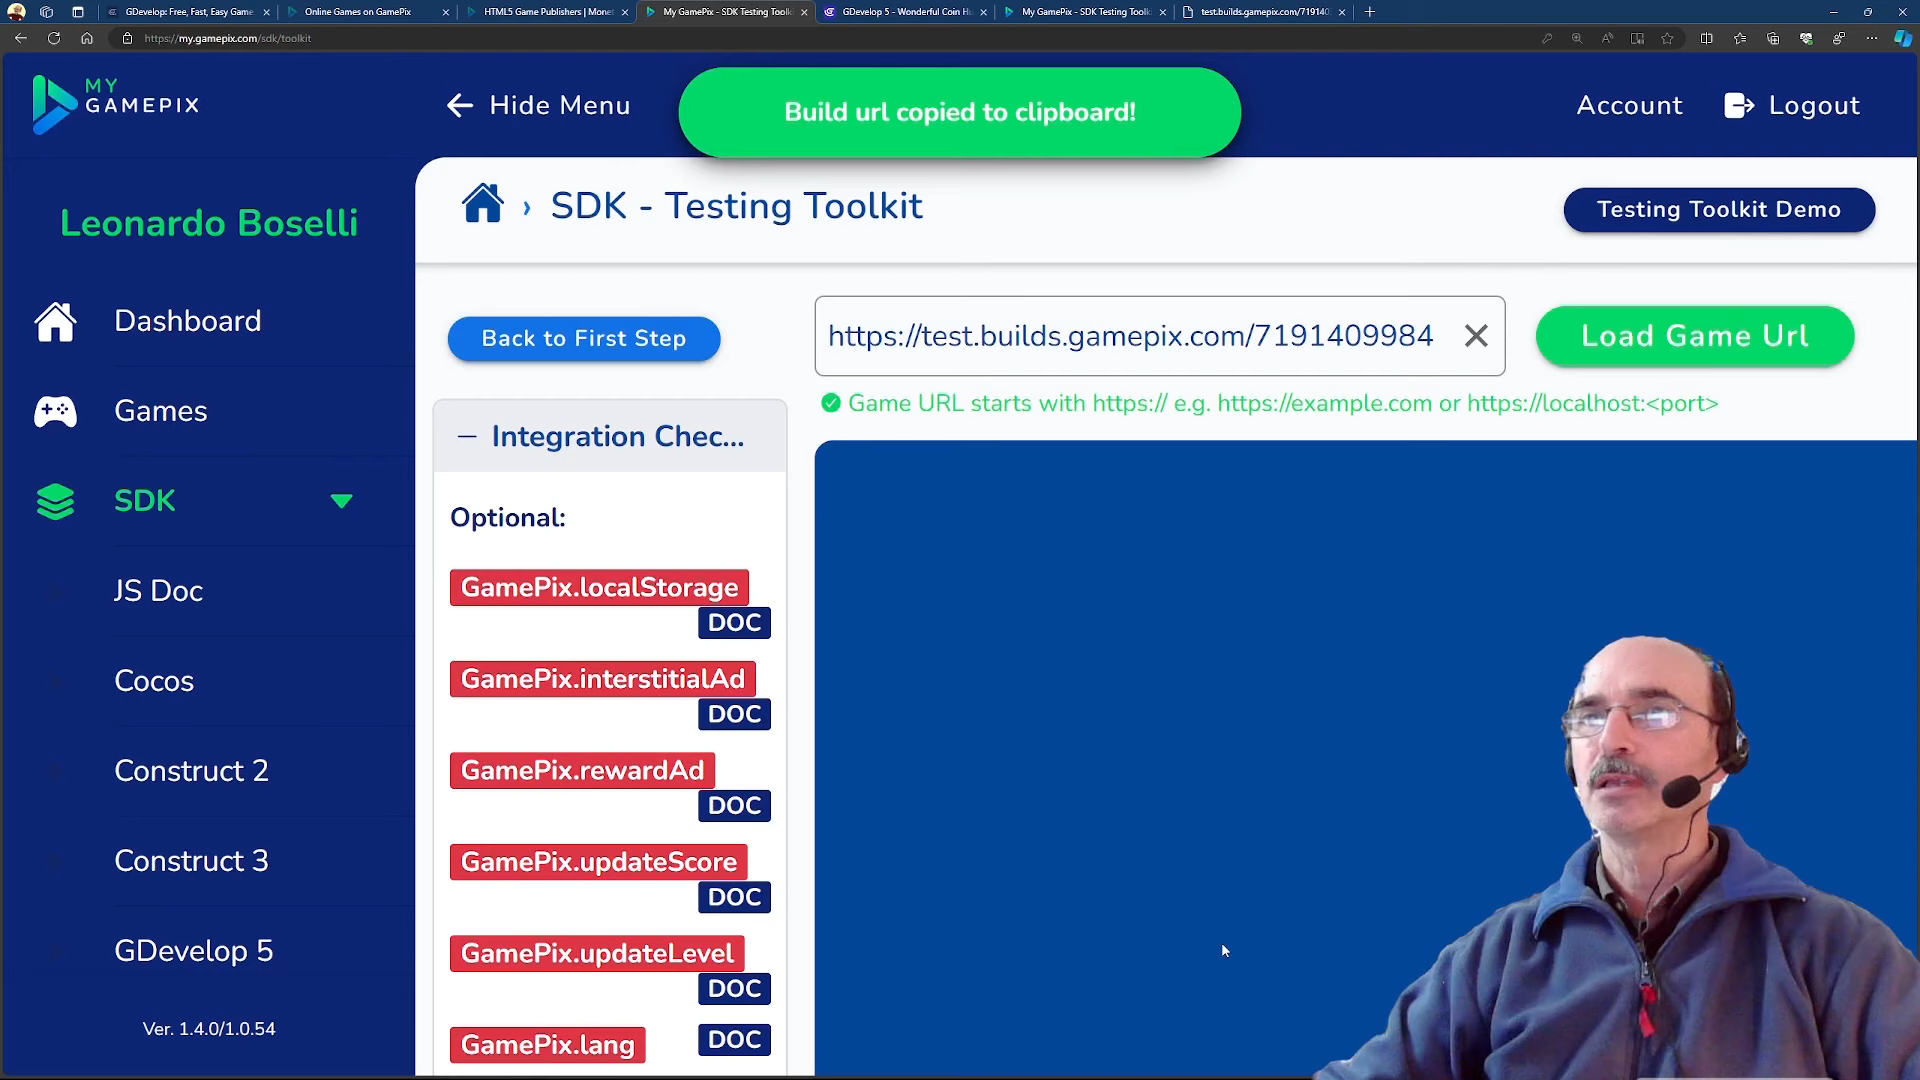 GDevelop: Free, Fast, Easy Game
Online Games on GamePix
HTML5 Game Publishers | Monet
My GamePix - SDK Testing Toolki
GDevelop 5 - Wonderful Coin Hu
My GamePix - SDK Testing Toolki
test.builds.gamepix.com/719140
https://my.gamepix.com/sdk/toolkit
MY
GAMEPIX
Hide Menu
Build url copied to clipboard!
Account
Logout
Leonardo Boselli
SDK - Testing Toolkit
Testing Toolkit Demo
Dashboard
Games
SDK
JS Doc
Cocos
Construct 2
Construct 3
GDevelop 5
Ver. 1.4.0/1.0.54
Back to First Step
https://test.builds.gamepix.com/7191409984
Load Game Url
Game URL starts with https:// e.g. https://example.com or https://localhost:<port>
Integration Chec...
Optional:
GamePix.localStorage
DOC
GamePix.interstitialAd
DOC
GamePix.rewardAd
DOC
GamePix.updateScore
DOC
GamePix.updateLevel
DOC
GamePix.lang
DOC